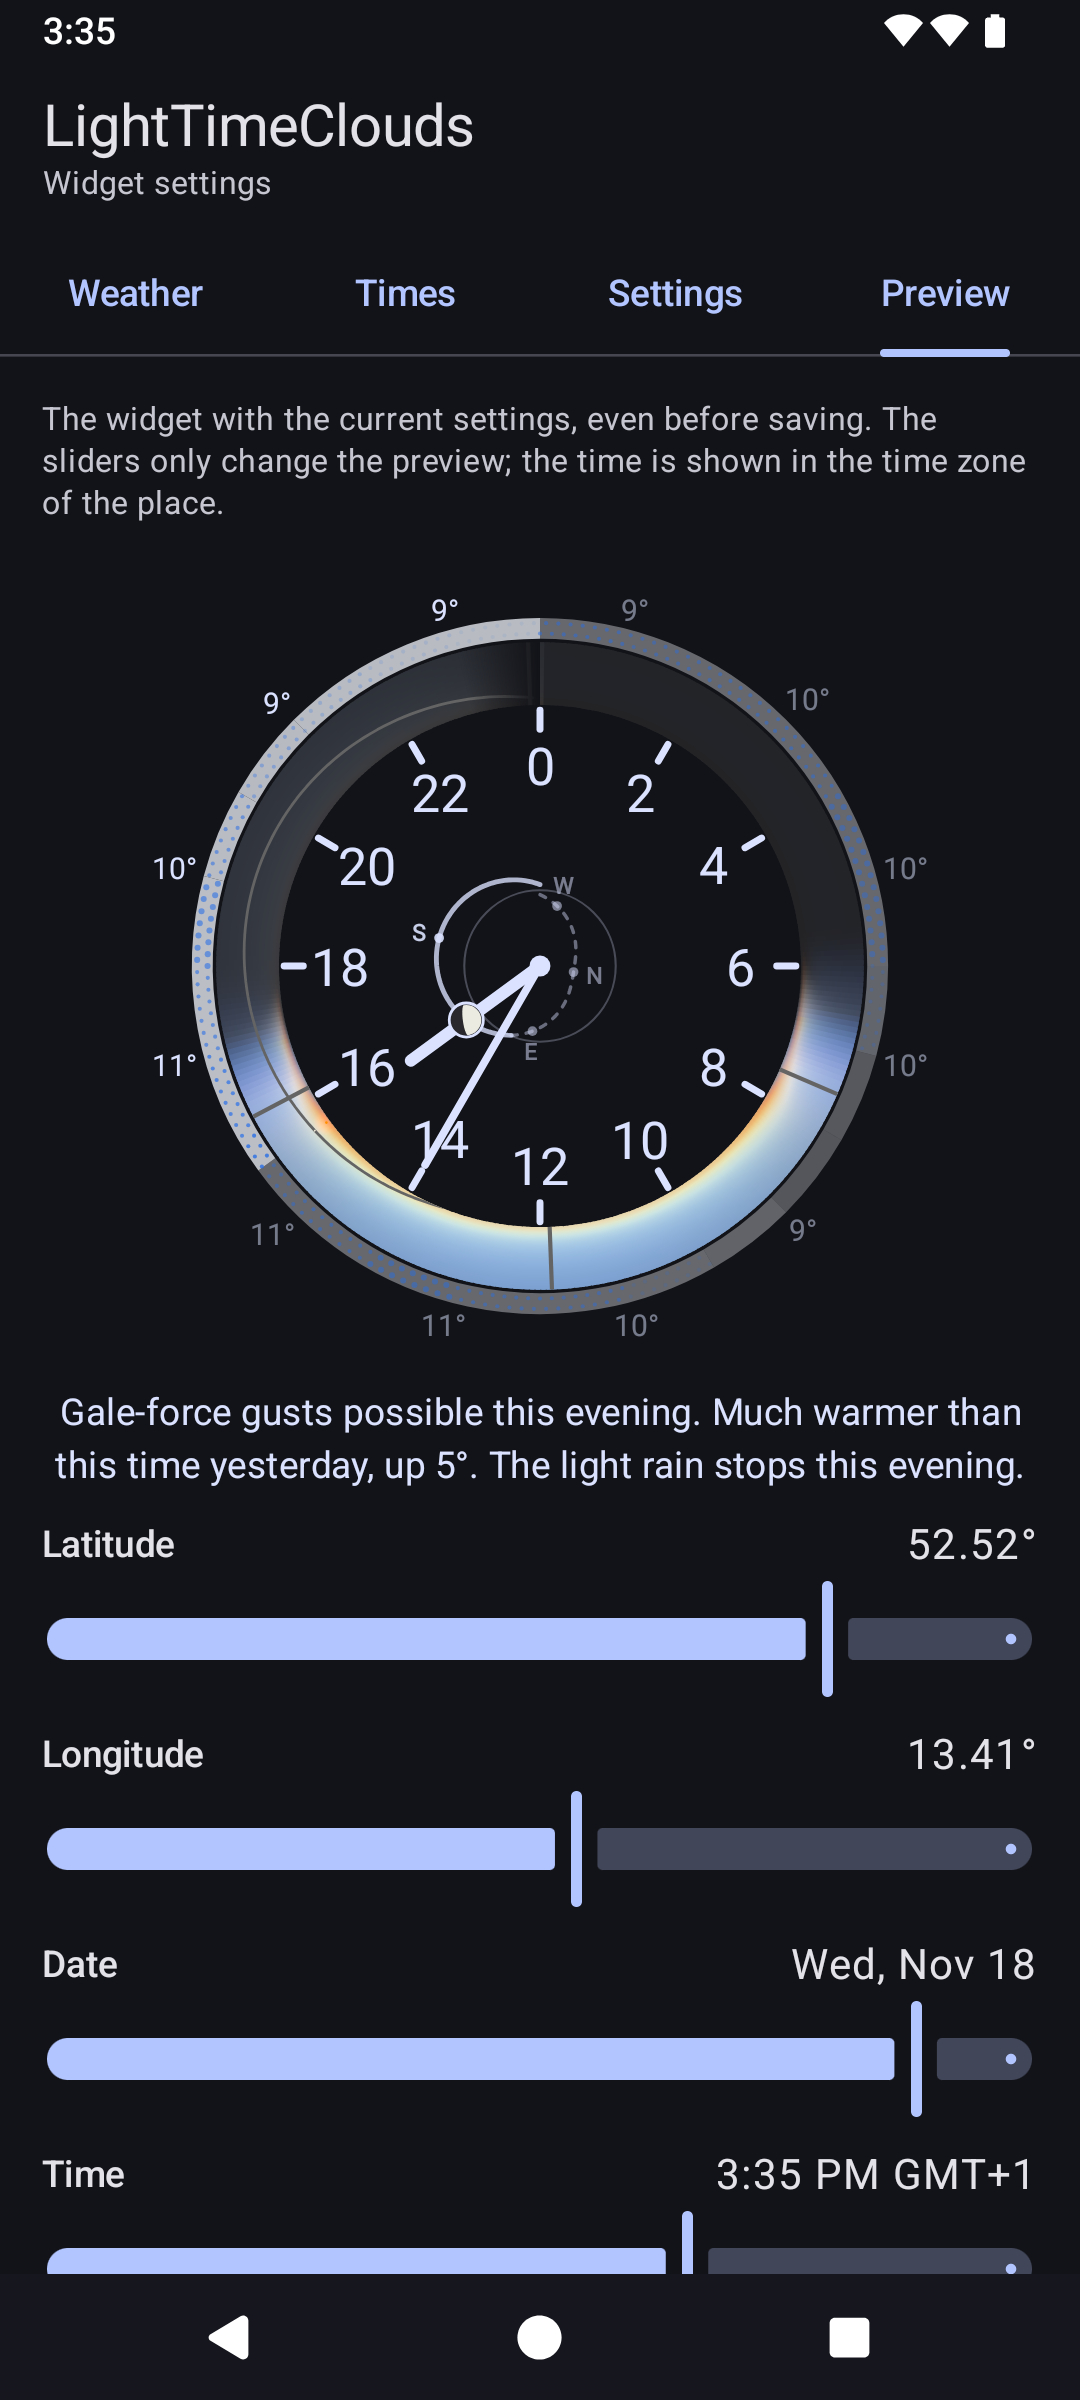 3:35
LightTimeClouds
Widget settings
Weather Times Settings Preview
The widget with the current settings, even before saving. The
sliders only change the preview; the time is shown in the time zone
of the place.
9° 9°
9° 10°
0
22 2
20 4
10° 10°
W
S
18 N 6
E
11° 16 8 10°
14 10
12
11° 9°
11° 10°
Gale-force gusts possible this evening. Much warmer than
this time yesterday, up 5°. The light rain stops this evening.
Latitude 52.52°
Longitude 13.41°
Date Wed, Nov 18
Time 3:35 PM GMT+1